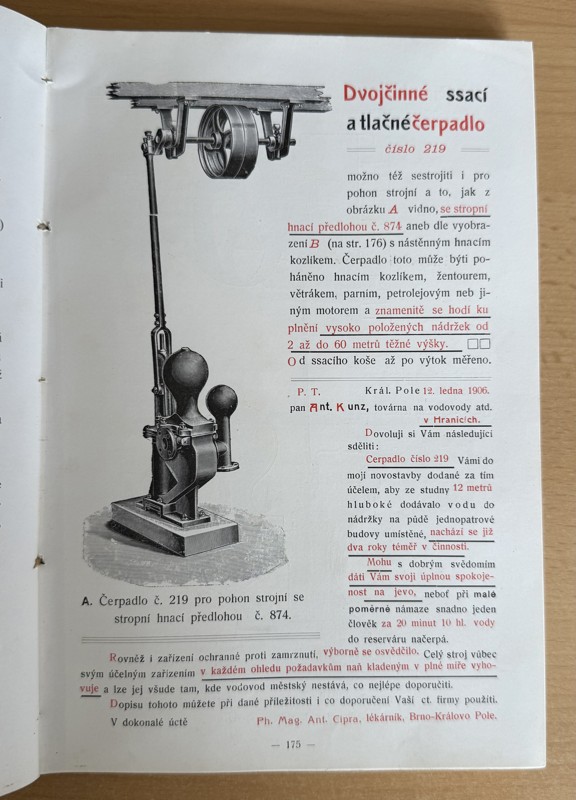 Dvojčinné ssací
a tlačné čerpadlo
číslo 219
možno též sestrojiti i pro
pohon strojní a to, jak z
obrázku A vidno, se stropní
hnací předlohou č. 874 aneb dle vyobra-
zení B (na str. 176) s nástěnným hnacím
kozlíkem. Čerpadlo toto může býti po-
háněno hnacím kozlíkem, žentourem,
větrákem, parním, petrolejovým neb ji-
ným motorem a znamenitě se hodí ku
plnění vysoko položených nádržek od
2 až do 60 metrů těžné výšky.
Od ssacího koše až po výtok měřeno.
P. T. Král. Pole 12. ledna 1906.
pan Ant. Kunz, továrna na vodovody atd.
v Hranicích.
Dovoluji si Vám následující
sděliti:
Čerpadlo číslo 219 Vámi do
mojí novostavby dodané za tím
účelem, aby ze studny 12 metrů
hluboké dodávalo vodu do
nádržky na půdě jednopatrové
budovy umístěné, nachází se již
dva roky téměř v činnosti.
Mohu s dobrým svědomím
dáti Vám svoji úplnou spokoje-
nost na jevo, neboť při malé
poměrně námaze snadno jeden
člověk za 20 minut 10 hl. vody
do reserváru načerpá.
A. Čerpadlo č. 219 pro pohon strojní se
stropní hnací předlohou č. 874.
Rovněž i zařízení ochranné proti zamrznutí, výborně se osvědčilo. Celý stroj vůbec
svým účelným zařízením v každém ohledu požadavkům naň kladeným v plné míře vyho-
vuje a lze jej všude tam, kde vodovod městský nestává, co nejlépe doporučiti.
Dopisu tohoto můžete při dané příležitosti i co doporučení Vaší ct. firmy použíti.
V dokonalé úctě Ph. Mag. Ant. Cipra, lékárník, Brno-Královo Pole.
— 175 —